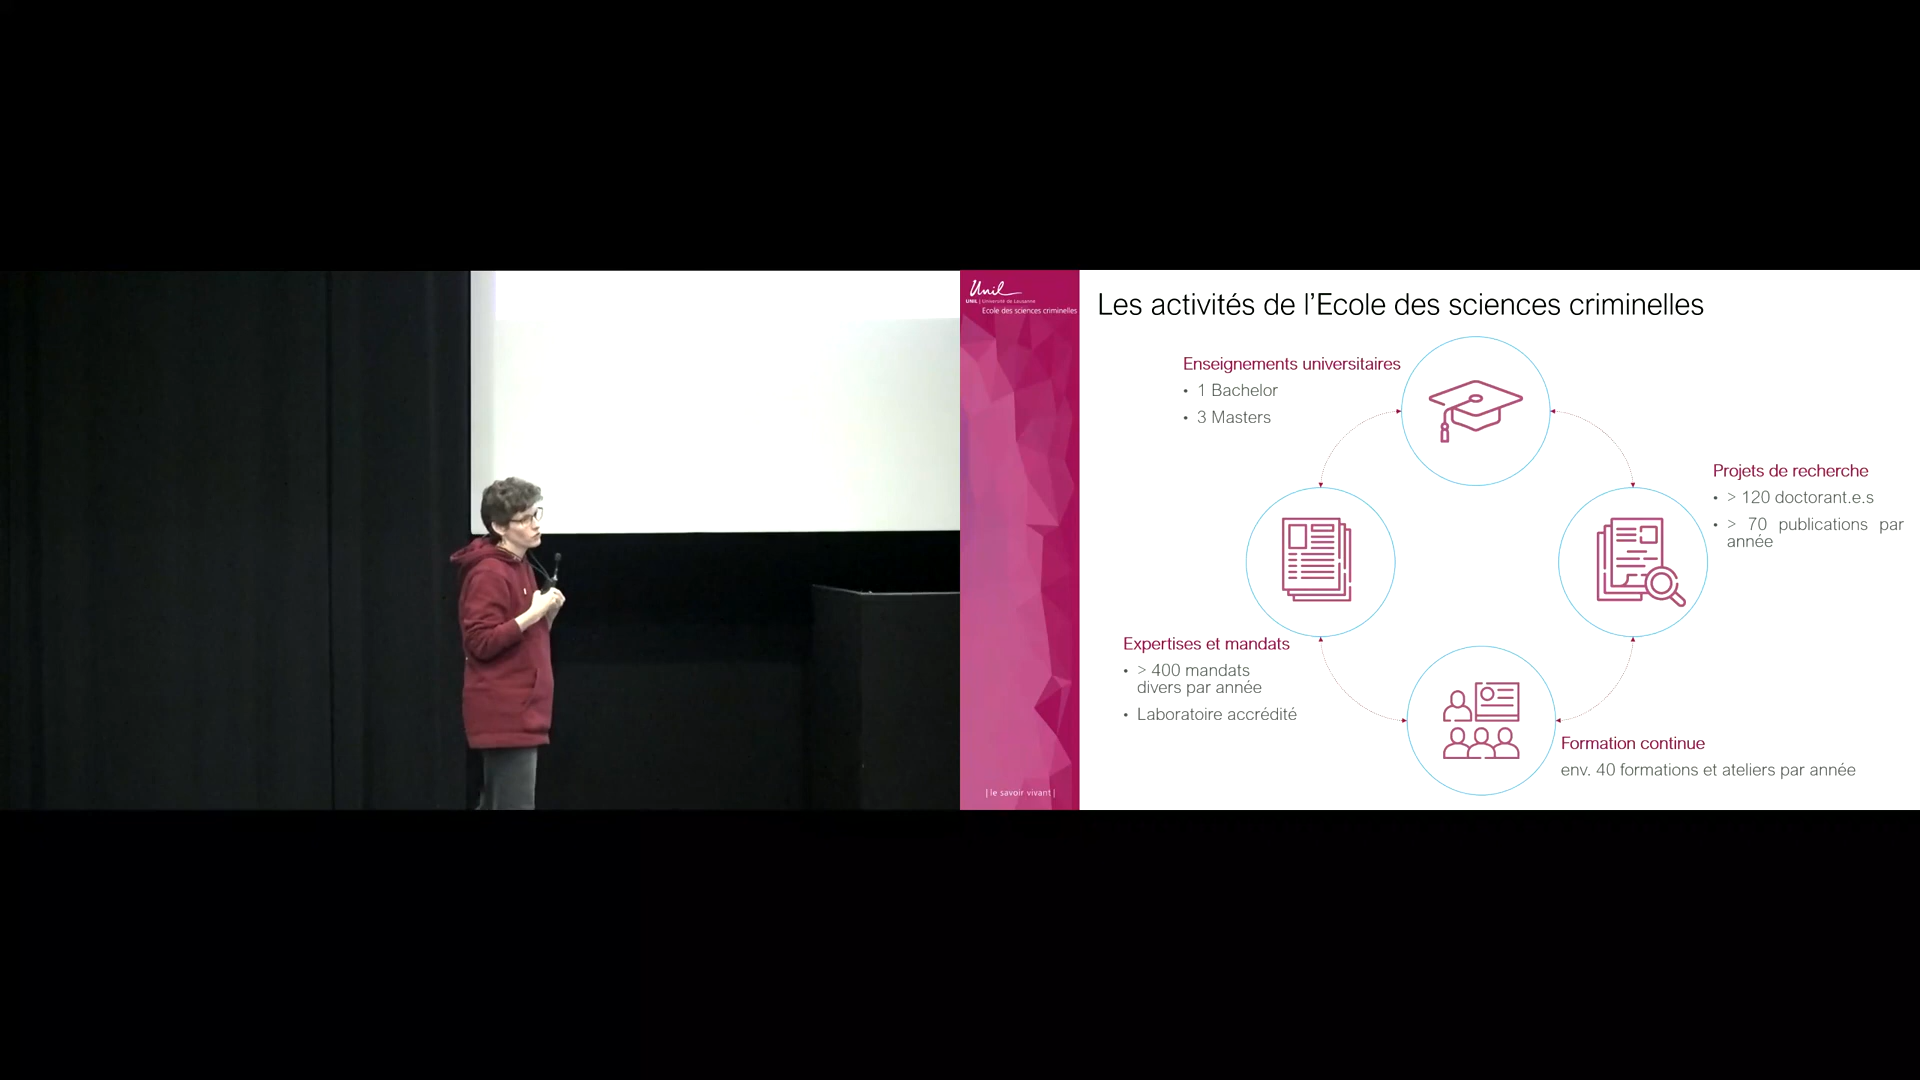 Unil
UNIL | Université de Lausanne
Ecole des sciences criminelles
Les activités de l'Ecole des sciences criminelles
Enseignements universitaires
• 1 Bachelor
• 3 Masters
Projets de recherche
• > 120 doctorant.e.s
• > 70 publications par
année
Expertises et mandats
• > 400 mandats
divers par année
• Laboratoire accrédité
Formation continue
env. 40 formations et ateliers par année
| le savoir vivant |